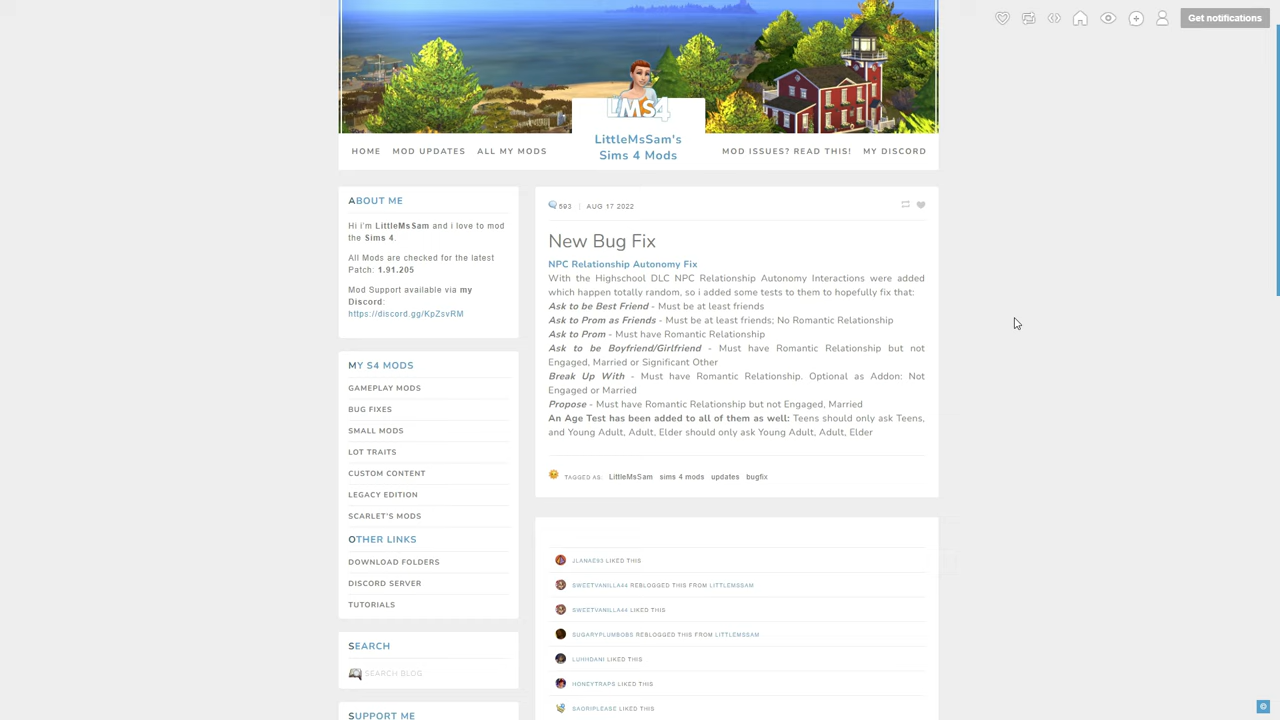 Get notifications
LMS4
LittleMsSam's
Sims 4 Mods
HOME MOD UPDATES ALL MY MODS
MOD ISSUES? READ THIS! MY DISCORD
ABOUT ME
Hi i'm LittleMsSam and i love to mod
the Sims 4.
All Mods are checked for the latest
Patch: 1.91.205
Mod Support available via my
Discord:
https://discord.gg/KpZsvRM
MY S4 MODS
GAMEPLAY MODS
BUG FIXES
SMALL MODS
LOT TRAITS
CUSTOM CONTENT
LEGACY EDITION
SCARLET'S MODS
OTHER LINKS
DOWNLOAD FOLDERS
DISCORD SERVER
TUTORIALS
SEARCH
SEARCH BLOG
SUPPORT ME
593 | AUG 17 2022
New Bug Fix
NPC Relationship Autonomy Fix
With the Highschool DLC NPC Relationship Autonomy Interactions were added
which happen totally random, so i added some tests to them to hopefully fix that:
Ask to be Best Friend - Must be at least friends
Ask to Prom as Friends - Must be at least friends; No Romantic Relationship
Ask to Prom - Must have Romantic Relationship
Ask to be Boyfriend/Girlfriend - Must have Romantic Relationship but not
Engaged, Married or Significant Other
Break Up With - Must have Romantic Relationship. Optional as Addon: Not
Engaged or Married
Propose - Must have Romantic Relationship but not Engaged, Married
An Age Test has been added to all of them as well: Teens should only ask Teens,
and Young Adult, Adult, Elder should only ask Young Adult, Adult, Elder
TAGGED AS: LittleMsSam sims 4 mods updates bugfix
JLANAE93 LIKED THIS
SWEETVANILLA44 REBLOGGED THIS FROM LITTLEMSSAM
SWEETVANILLA44 LIKED THIS
SUGARYPLUMBOBS REBLOGGED THIS FROM LITTLEMSSAM
LUHHDANI LIKED THIS
HONEYTRAPS LIKED THIS
SAORIPLEASE LIKED THIS